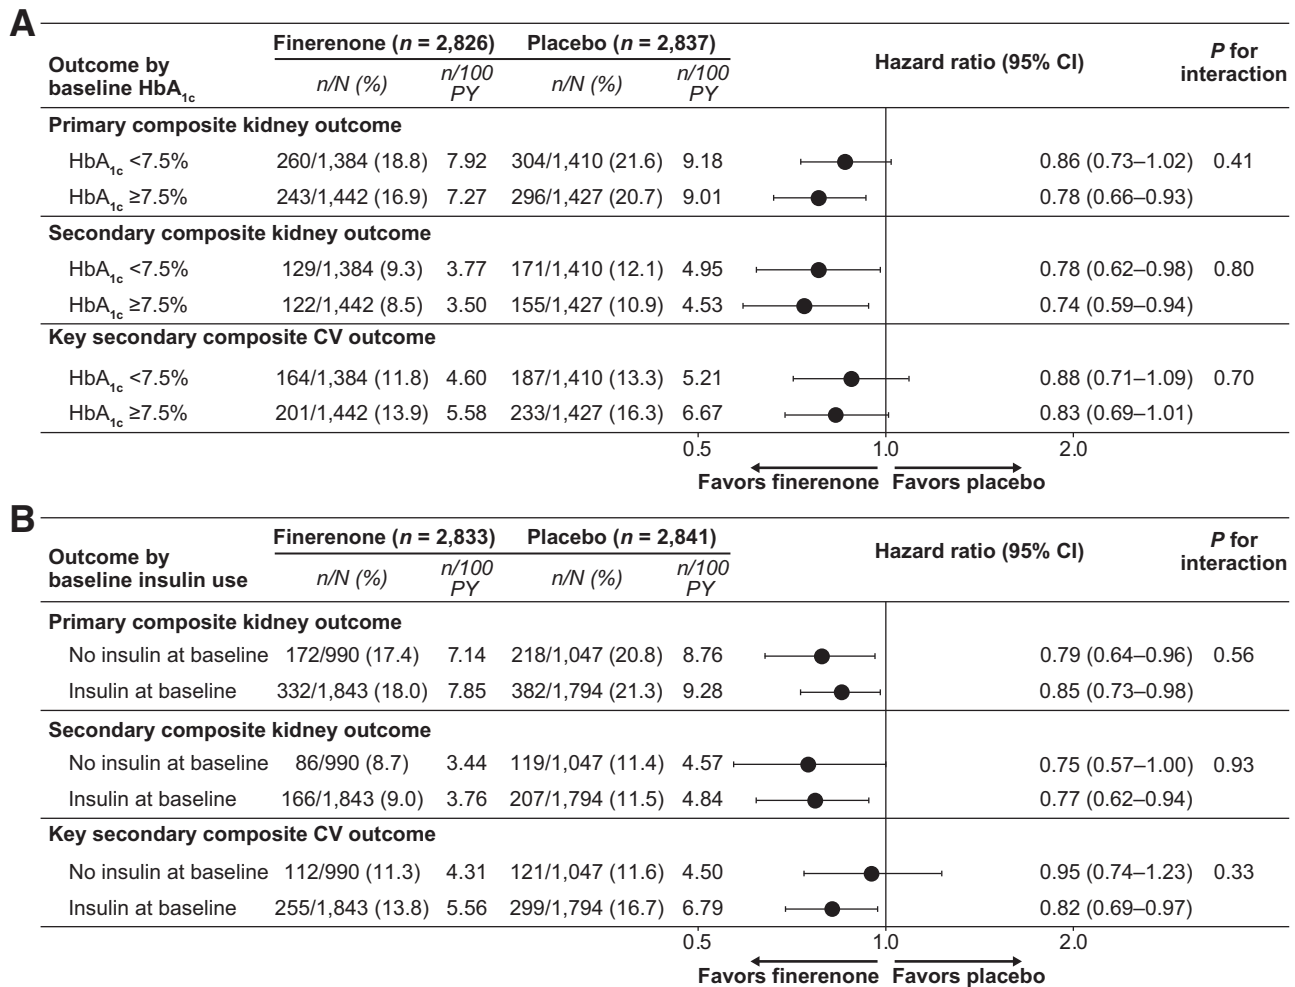 A
Finerenone (n = 2,826) Placebo (n = 2,837)
Outcome by baseline HbA1c n/N (%) n/100 PY n/N (%) n/100 PY Hazard ratio (95% CI) P for interaction
Primary composite kidney outcome
HbA1c <7.5% 260/1,384 (18.8) 7.92 304/1,410 (21.6) 9.18 0.86 (0.73–1.02) 0.41
HbA1c ≥7.5% 243/1,442 (16.9) 7.27 296/1,427 (20.7) 9.01 0.78 (0.66–0.93)
Secondary composite kidney outcome
HbA1c <7.5% 129/1,384 (9.3) 3.77 171/1,410 (12.1) 4.95 0.78 (0.62–0.98) 0.80
HbA1c ≥7.5% 122/1,442 (8.5) 3.50 155/1,427 (10.9) 4.53 0.74 (0.59–0.94)
Key secondary composite CV outcome
HbA1c <7.5% 164/1,384 (11.8) 4.60 187/1,410 (13.3) 5.21 0.88 (0.71–1.09) 0.70
HbA1c ≥7.5% 201/1,442 (13.9) 5.58 233/1,427 (16.3) 6.67 0.83 (0.69–1.01)
0.5 1.0 2.0
Favors finerenone Favors placebo
B
Finerenone (n = 2,833) Placebo (n = 2,841)
Outcome by baseline insulin use n/N (%) n/100 PY n/N (%) n/100 PY Hazard ratio (95% CI) P for interaction
Primary composite kidney outcome
No insulin at baseline 172/990 (17.4) 7.14 218/1,047 (20.8) 8.76 0.79 (0.64–0.96) 0.56
Insulin at baseline 332/1,843 (18.0) 7.85 382/1,794 (21.3) 9.28 0.85 (0.73–0.98)
Secondary composite kidney outcome
No insulin at baseline 86/990 (8.7) 3.44 119/1,047 (11.4) 4.57 0.75 (0.57–1.00) 0.93
Insulin at baseline 166/1,843 (9.0) 3.76 207/1,794 (11.5) 4.84 0.77 (0.62–0.94)
Key secondary composite CV outcome
No insulin at baseline 112/990 (11.3) 4.31 121/1,047 (11.6) 4.50 0.95 (0.74–1.23) 0.33
Insulin at baseline 255/1,843 (13.8) 5.56 299/1,794 (16.7) 6.79 0.82 (0.69–0.97)
0.5 1.0 2.0
Favors finerenone Favors placebo